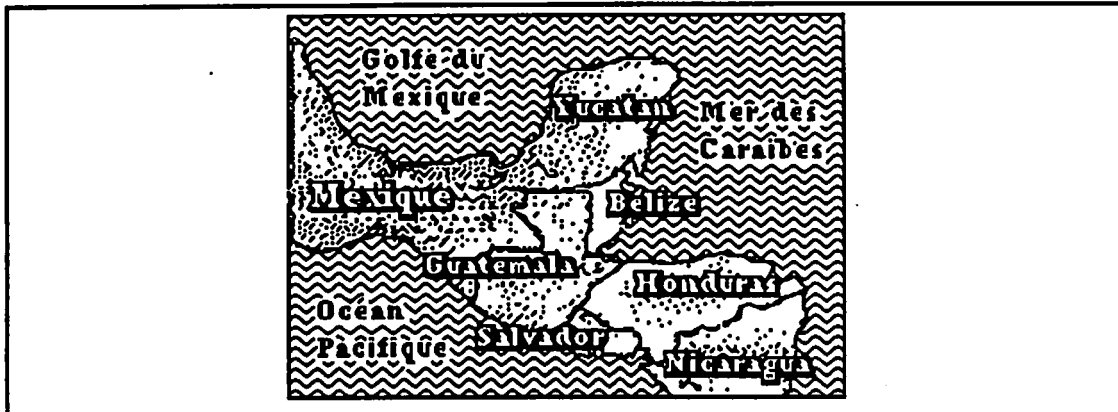 Golfe du
Mexique
Yucatan
Mer des
Caraïbes
Mexique
Bélize
Guatemala
Honduras
Océan
Pacifique
Salvador
Nicaragua